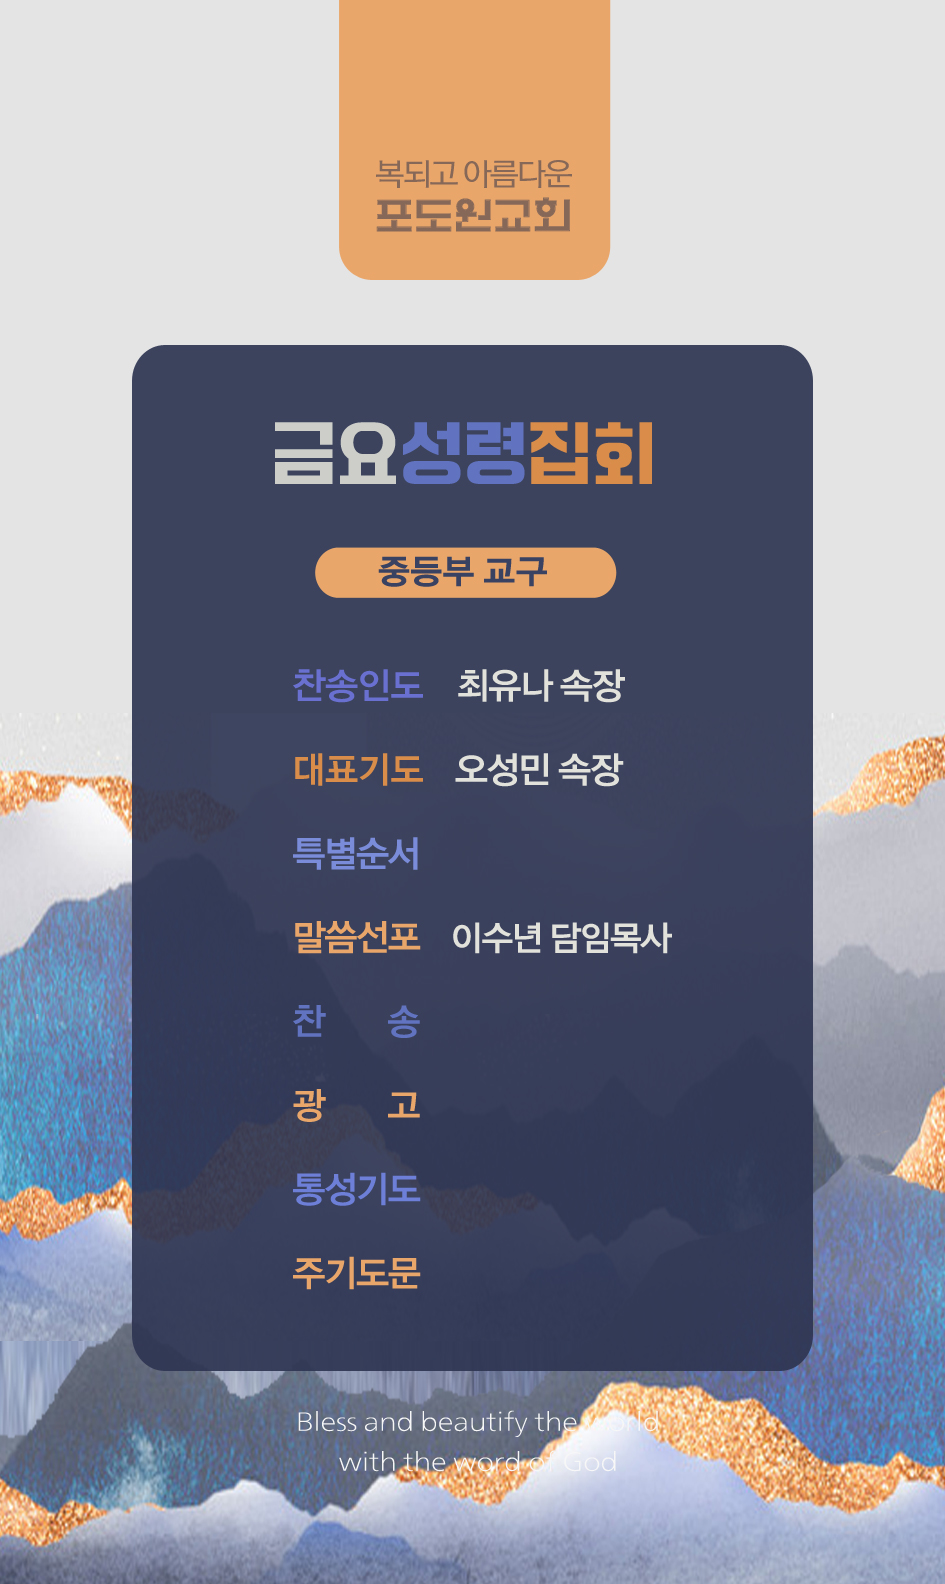 복되고 아름다운
포도원교회
금요성령집회
중등부 교구
찬송인도 최유나 속장
대표기도 오성민 속장
특별순서
말씀선포 이수년 담임목사
찬 송
광 고
통성기도
주기도문
Bless and beautify the world
with the word of God